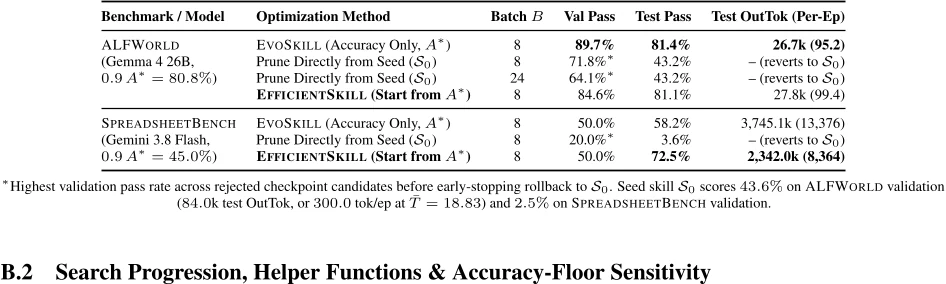 Benchmark / Model Optimization Method Batch B Val Pass Test Pass Test OutTok (Per-Ep)
ALFWORLD EVOSKILL (Accuracy Only, A*) 8 89.7% 81.4% 26.7k (95.2)
(Gemma 4 26B, Prune Directly from Seed (S₀) 8 71.8%* 43.2% – (reverts to S₀)
0.9 A* = 80.8%) Prune Directly from Seed (S₀) 24 64.1%* 43.2% – (reverts to S₀)
EFFICIENTSKILL (Start from A*) 8 84.6% 81.1% 27.8k (99.4)
SPREADSHEETBENCH EVOSKILL (Accuracy Only, A*) 8 50.0% 58.2% 3,745.1k (13,376)
(Gemini 3.8 Flash, Prune Directly from Seed (S₀) 8 20.0%* 3.6% – (reverts to S₀)
0.9 A* = 45.0%) EFFICIENTSKILL (Start from A*) 8 50.0% 72.5% 2,342.0k (8,364)
*Highest validation pass rate across rejected checkpoint candidates before early-stopping rollback to S₀. Seed skill S₀ scores 43.6% on ALFWORLD validation
(84.0k test OutTok, or 300.0 tok/ep at T̄ = 18.83) and 2.5% on SPREADSHEETBENCH validation.
B.2 Search Progression, Helper Functions & Accuracy-Floor Sensitivity